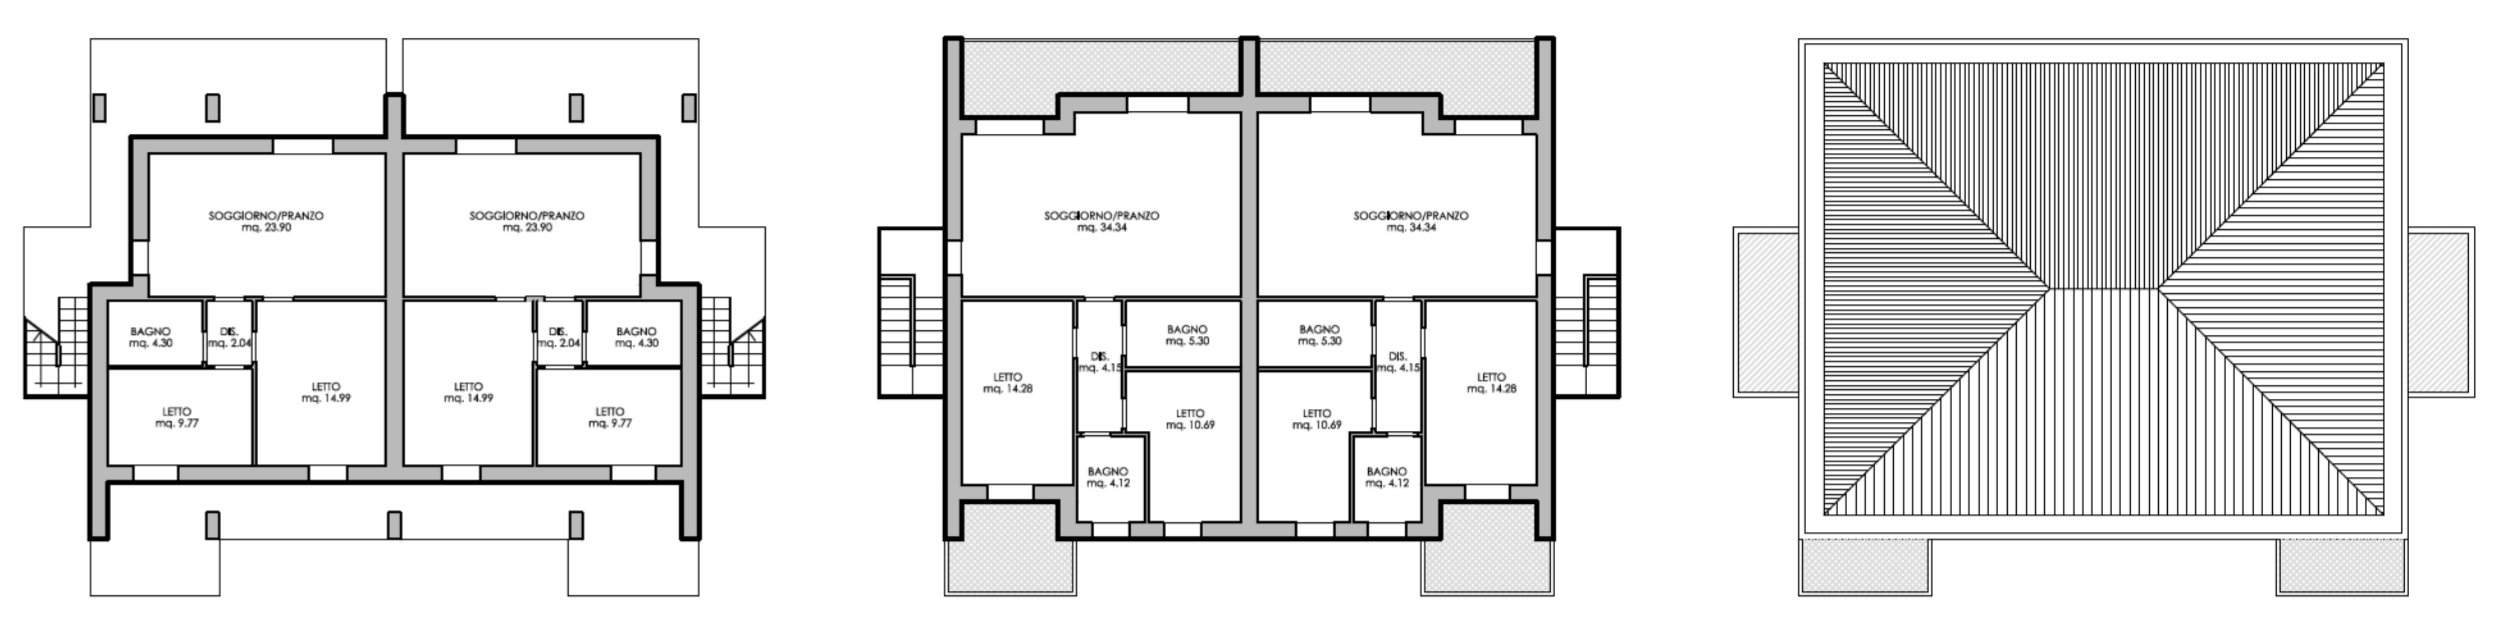 SOGGIORNO/PRANZO
mq. 23.90
SOGGIORNO/PRANZO
mq. 23.90
BAGNO
mq. 4.30
DIS.
mq. 2.04
DIS.
mq. 2.04
BAGNO
mq. 4.30
LETTO
mq. 14.99
LETTO
mq. 14.99
LETTO
mq. 9.77
LETTO
mq. 9.77
SOGGIORNO/PRANZO
mq. 34.34
SOGGIORNO/PRANZO
mq. 34.34
BAGNO
mq. 5.30
BAGNO
mq. 5.30
DIS.
mq. 4.15
DIS.
mq. 4.15
LETTO
mq. 14.28
LETTO
mq. 14.28
LETTO
mq. 10.69
LETTO
mq. 10.69
BAGNO
mq. 4.12
BAGNO
mq. 4.12